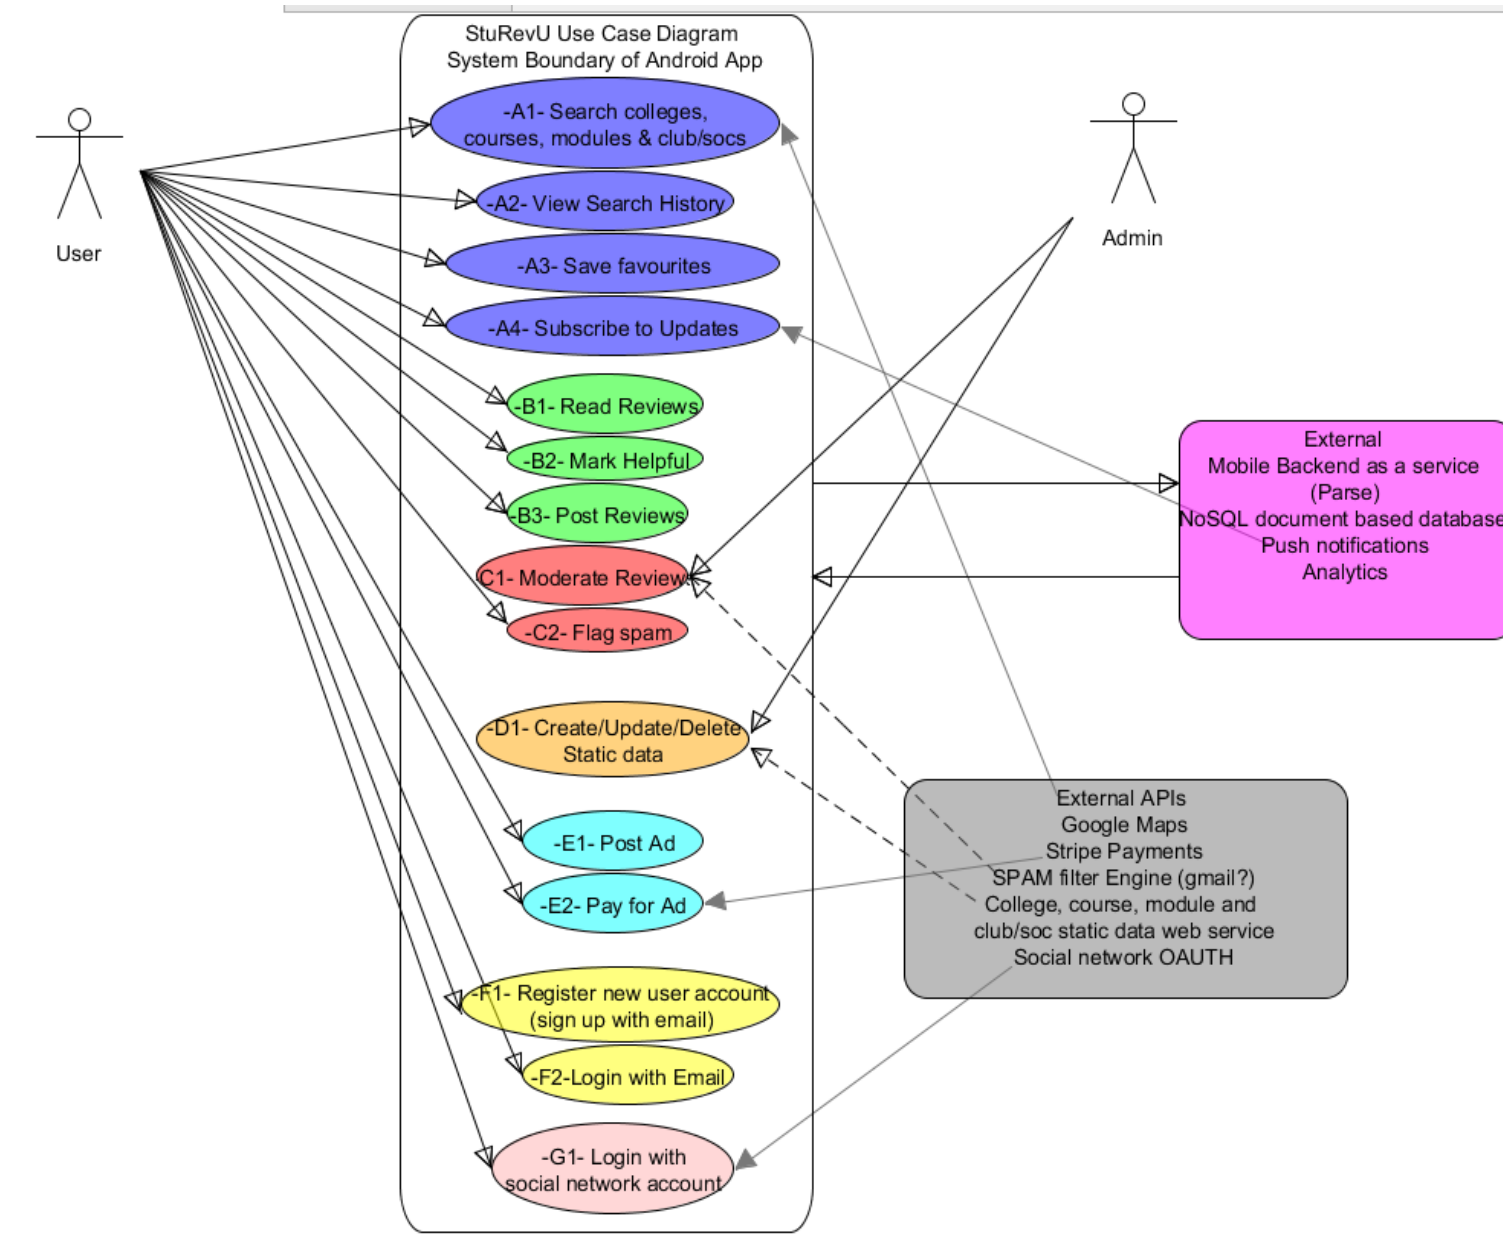 StuRevU Use Case Diagram
System Boundary of Android App
User
Admin
-A1- Search colleges,
courses, modules & club/socs
-A2- View Search History
-A3- Save favourites
-A4- Subscribe to Updates
-B1- Read Reviews
-B2- Mark Helpful
-B3- Post Reviews
-C1- Moderate Review
-C2- Flag spam
-D1- Create/Update/Delete
Static data
-E1- Post Ad
-E2- Pay for Ad
-F1- Register new user account
(sign up with email)
-F2-Login with Email
-G1- Login with
social network account
External
Mobile Backend as a service
(Parse)
NoSQL document based database
Push notifications
Analytics
External APIs
Google Maps
Stripe Payments
SPAM filter Engine (gmail?)
College, course, module and
club/soc static data web service
Social network OAUTH